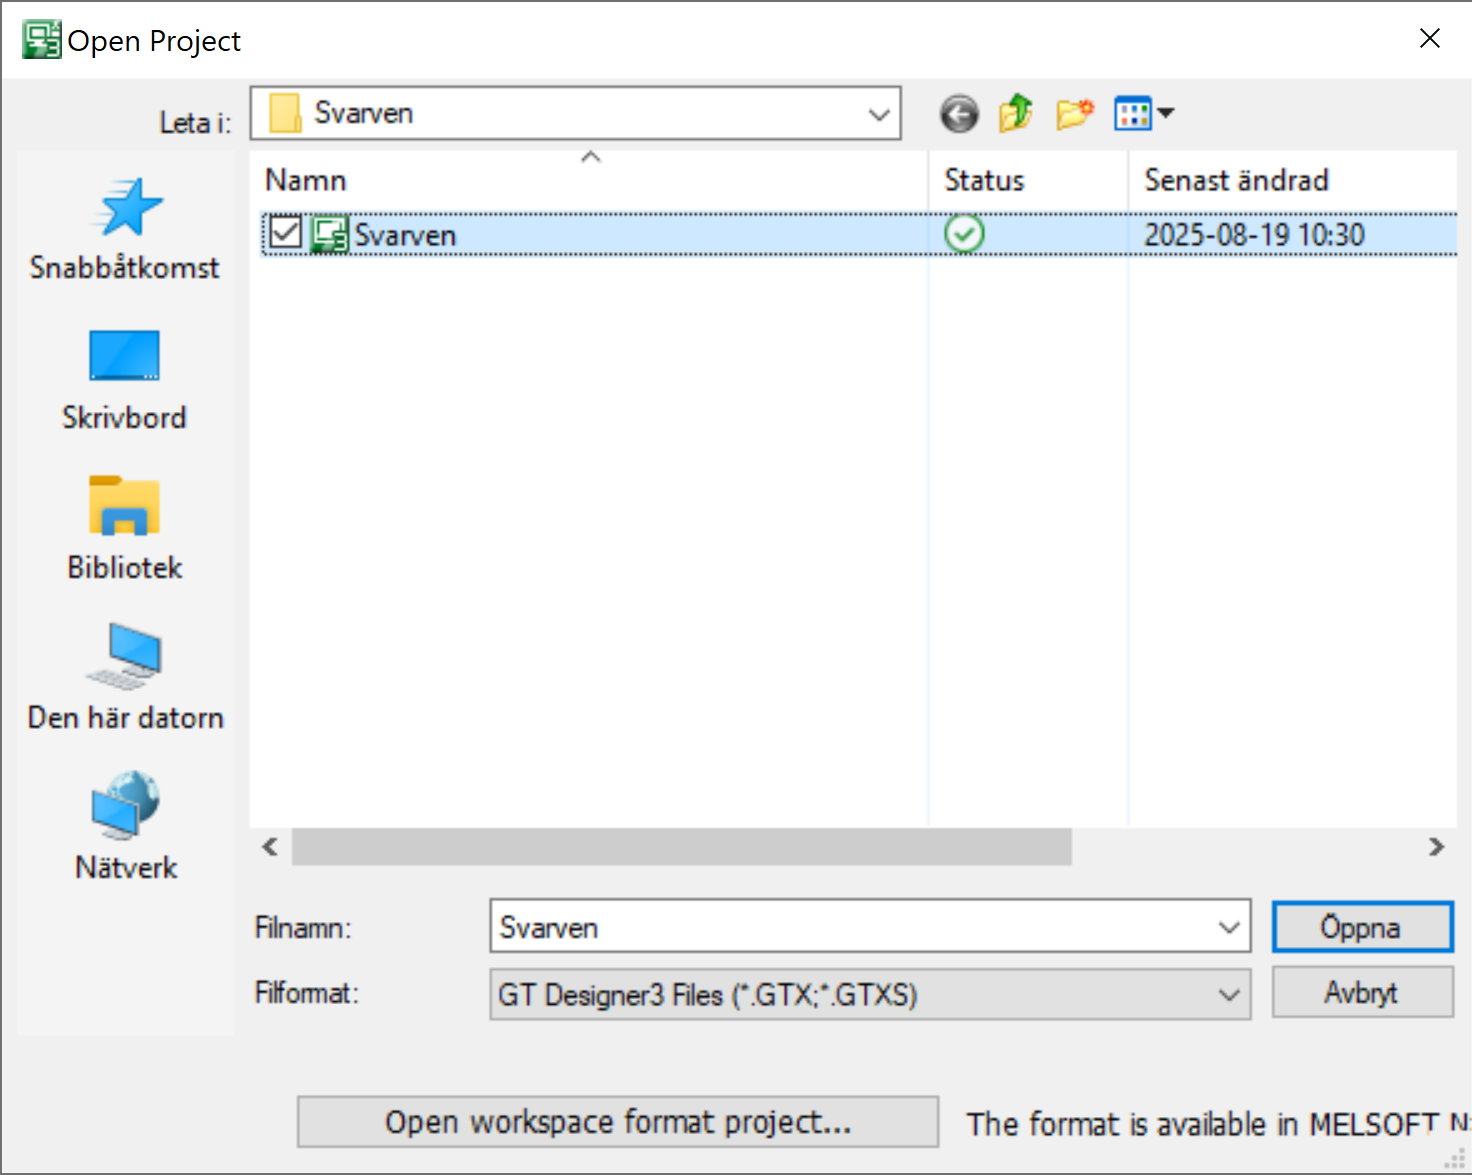 Open Project
Leta i:
Svarven
Namn
Status
Senast ändrad
Svarven
2025-08-19 10:30
Snabbåtkomst
Skrivbord
Bibliotek
Den här datorn
Nätverk
Filnamn:
Svarven
Öppna
Filformat:
GT Designer3 Files (*.GTX;*.GTXS)
Avbryt
Open workspace format project...
The format is available in MELSOFT